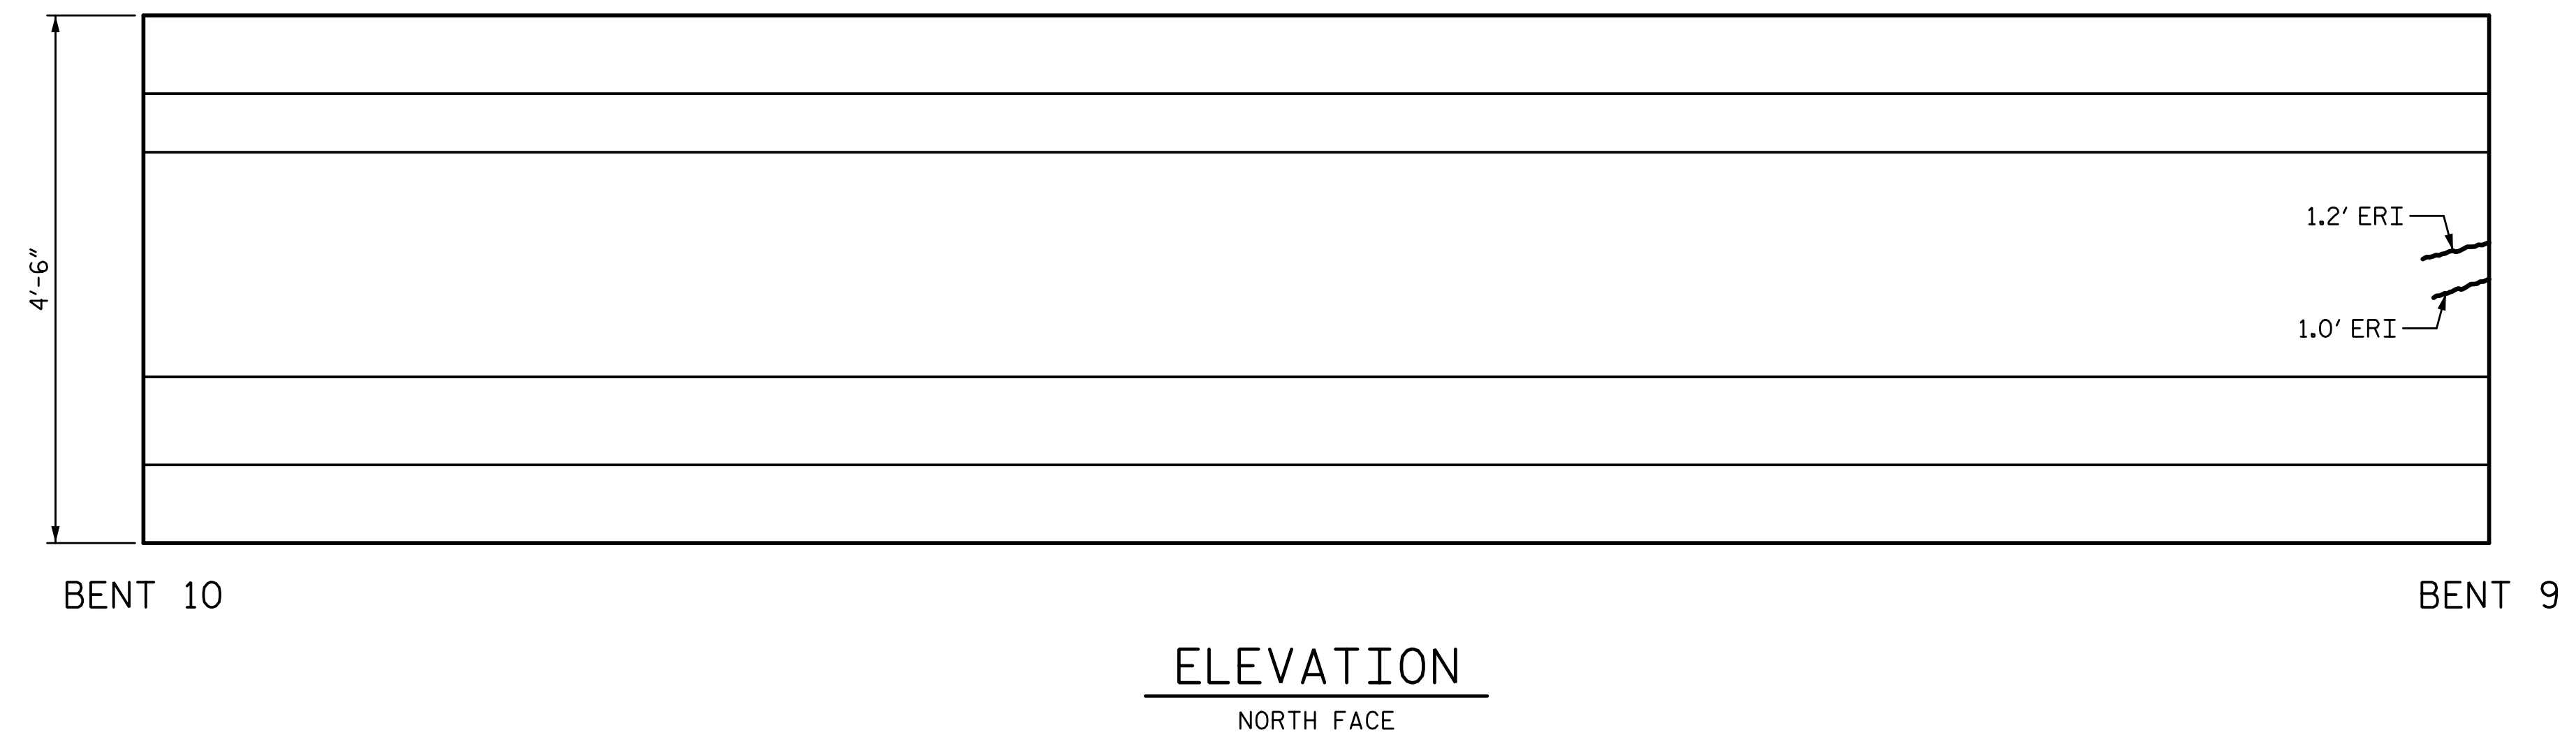 1.2' ERI
4'-6"
1.0' ERI
BENT 10
BENT 9
ELEVATION
NORTH FACE